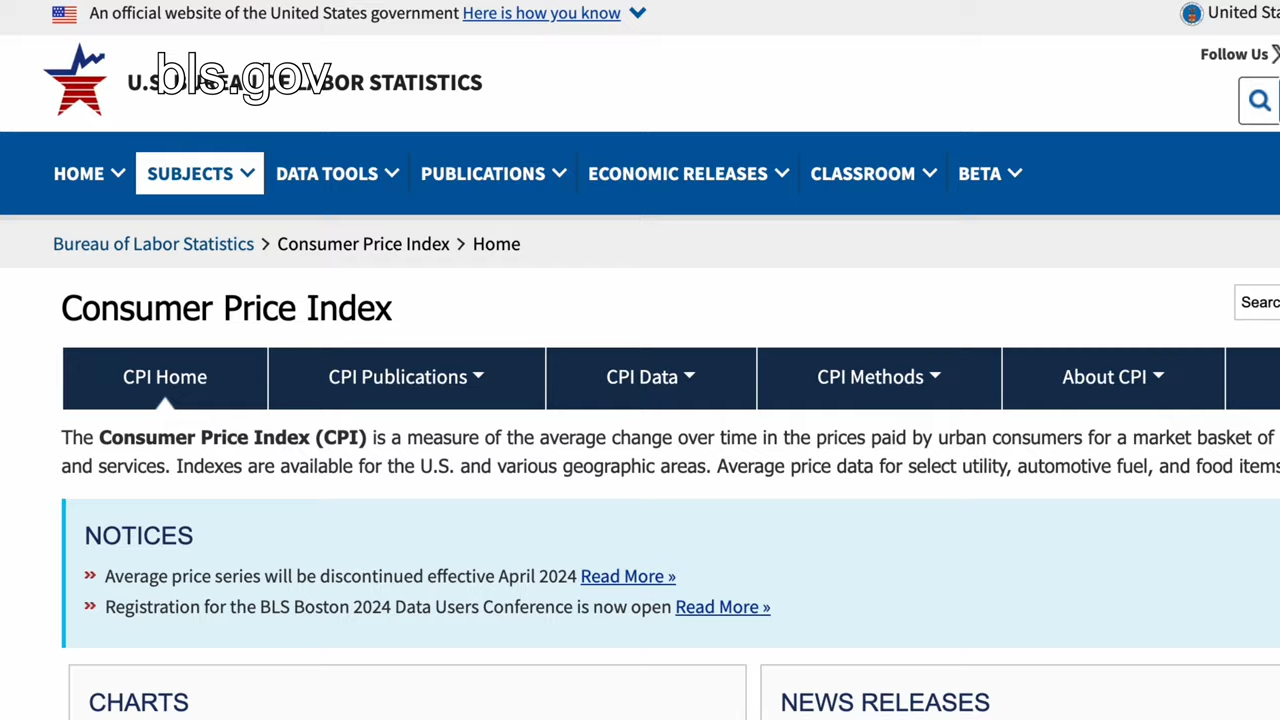 An official website of the United States government Here is how you know
United Sta
Follow Us
bls.gov
U.S. BUREAU OF LABOR STATISTICS
HOME SUBJECTS DATA TOOLS PUBLICATIONS ECONOMIC RELEASES CLASSROOM BETA
Bureau of Labor Statistics > Consumer Price Index > Home
Consumer Price Index
Searc
CPI Home CPI Publications CPI Data CPI Methods About CPI
The Consumer Price Index (CPI) is a measure of the average change over time in the prices paid by urban consumers for a market basket of
and services. Indexes are available for the U.S. and various geographic areas. Average price data for select utility, automotive fuel, and food items
NOTICES
» Average price series will be discontinued effective April 2024 Read More »
» Registration for the BLS Boston 2024 Data Users Conference is now open Read More »
CHARTS
NEWS RELEASES